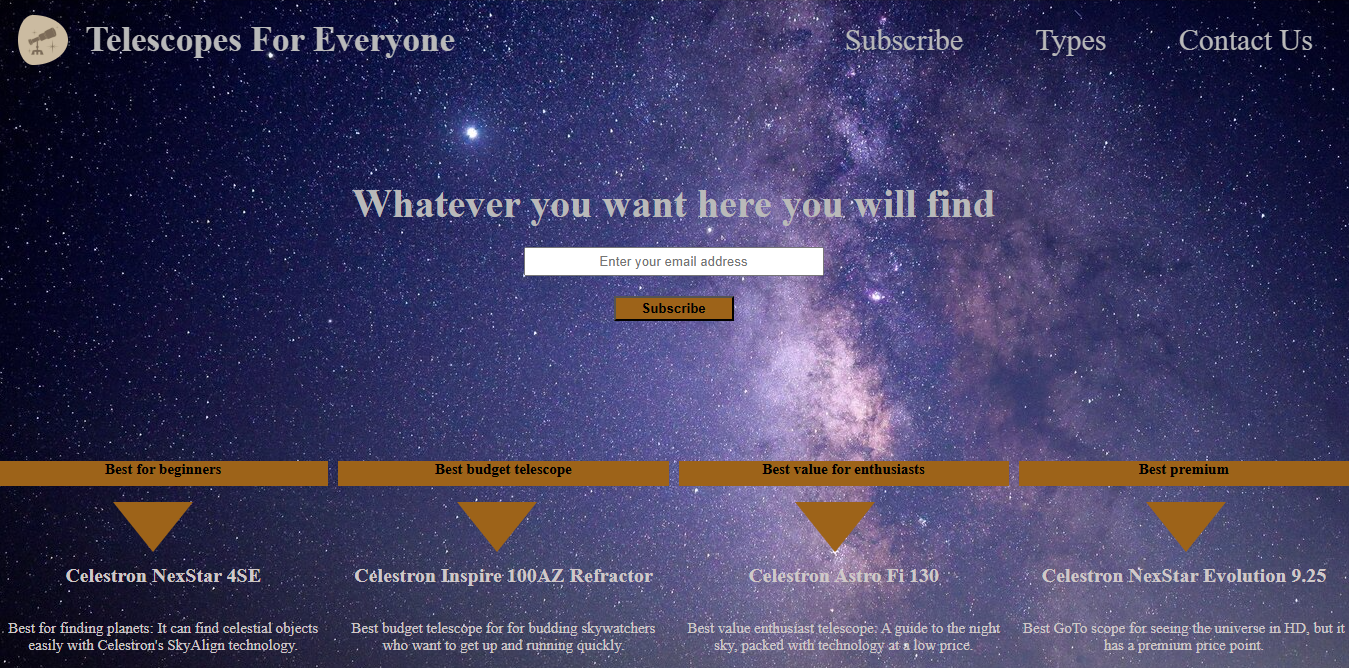 Telescopes For Everyone
Subscribe
Types
Contact Us
Whatever you want here you will find
Enter your email address
Subscribe
Best for beginners
Best budget telescope
Best value for enthusiasts
Best premium
Celestron NexStar 4SE
Celestron Inspire 100AZ Refractor
Celestron Astro Fi 130
Celestron NexStar Evolution 9.25
Best for finding planets: It can find celestial objects
easily with Celestron's SkyAlign technology.
Best budget telescope for for budding skywatchers
who want to get up and running quickly.
Best value enthusiast telescope: A guide to the night
sky, packed with technology at a low price.
Best GoTo scope for seeing the universe in HD, but it
has a premium price point.